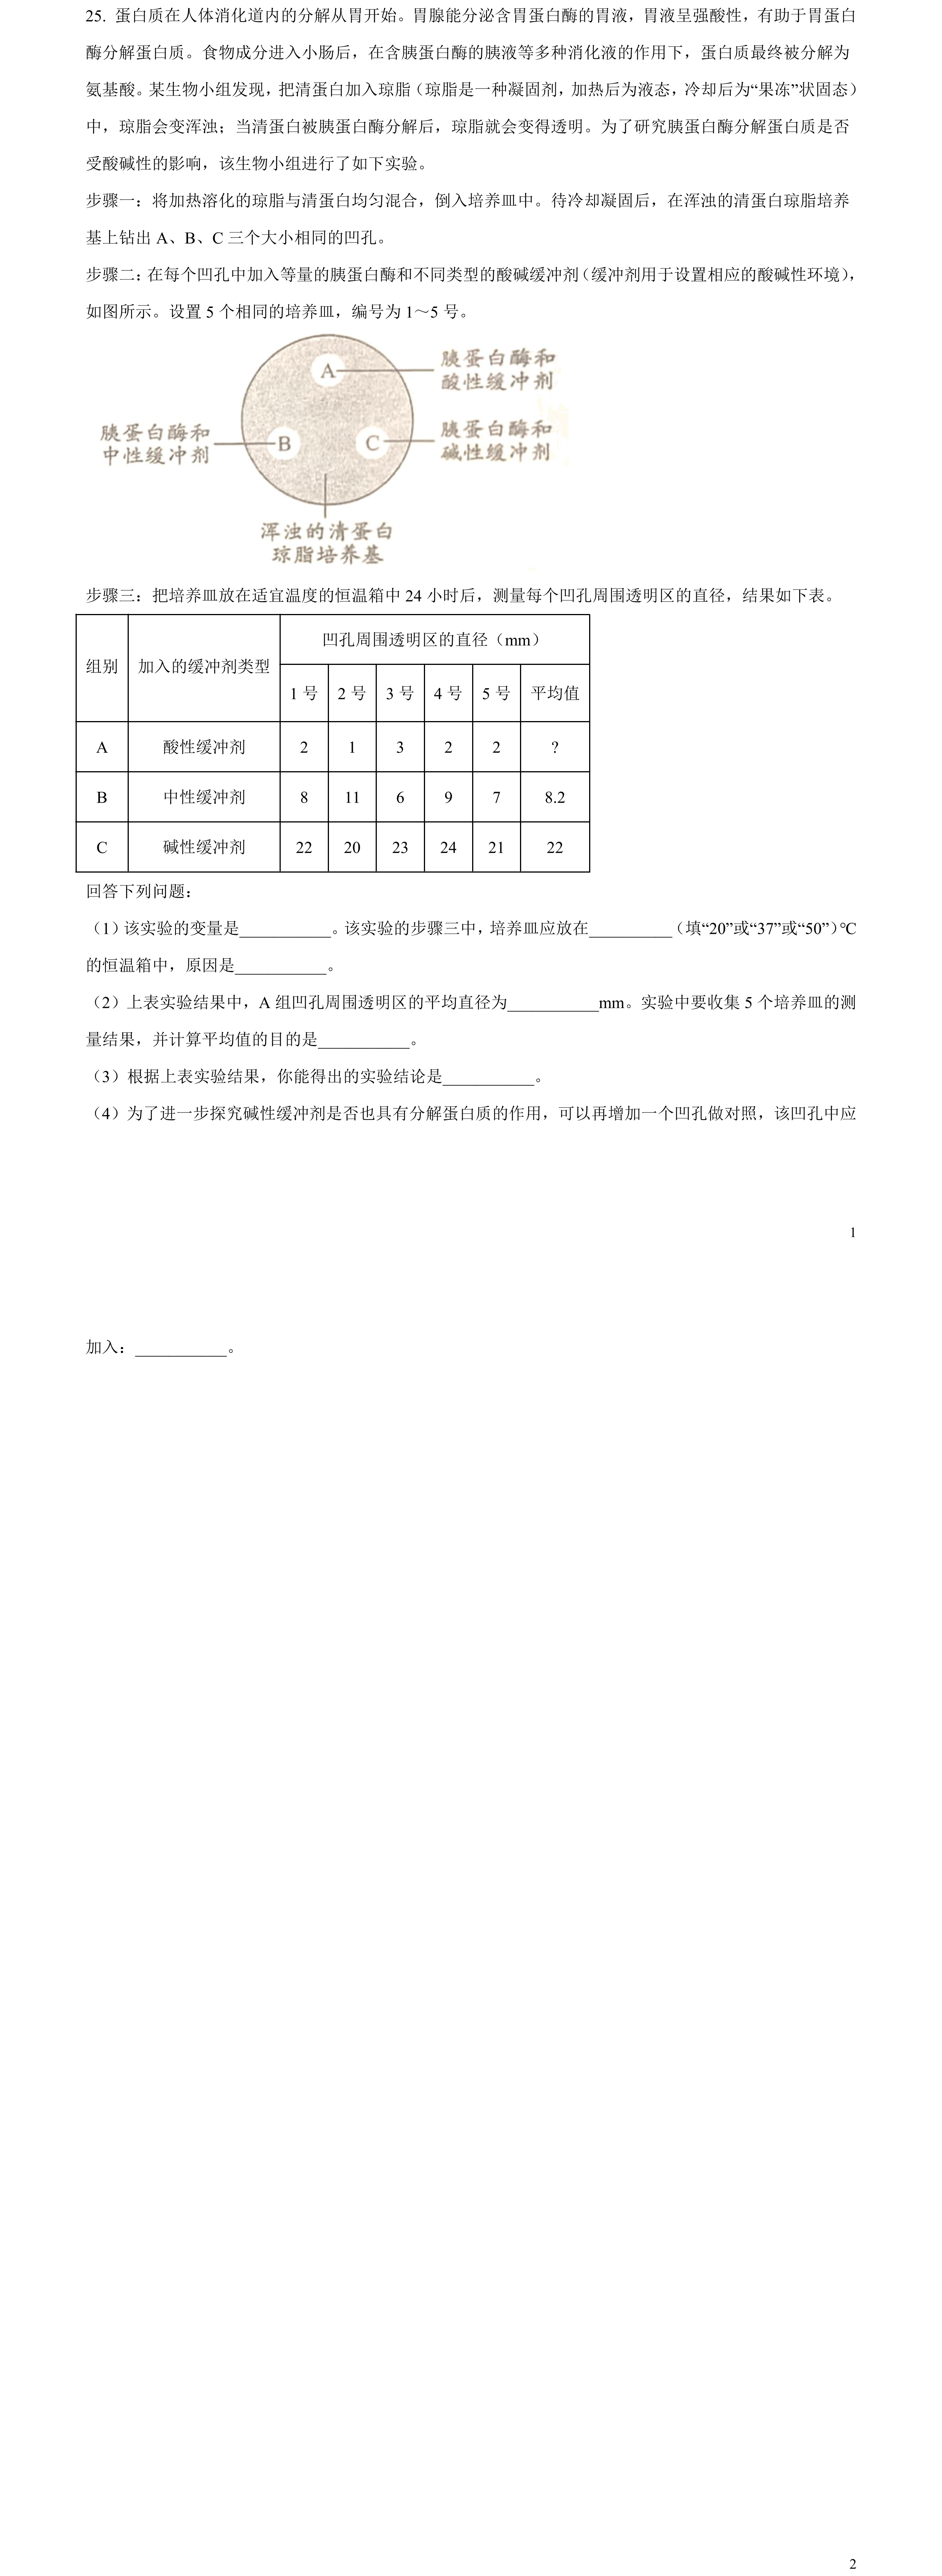 25. 蛋白质在人体消化道内的分解从胃开始。胃腺能分泌含胃蛋白酶的胃液，胃液呈强酸性，有助于胃蛋白
酶分解蛋白质。食物成分进入小肠后，在含胰蛋白酶的胰液等多种消化液的作用下，蛋白质最终被分解为
氨基酸。某生物小组发现，把清蛋白加入琼脂（琼脂是一种凝固剂，加热后为液态，冷却后为“果冻”状固态）
中，琼脂会变浑浊；当清蛋白被胰蛋白酶分解后，琼脂就会变得透明。为了研究胰蛋白酶分解蛋白质是否
受酸碱性的影响，该生物小组进行了如下实验。
步骤一：将加热溶化的琼脂与清蛋白均匀混合，倒入培养皿中。待冷却凝固后，在浑浊的清蛋白琼脂培养
基上钻出 A、B、C 三个大小相同的凹孔。
步骤二：在每个凹孔中加入等量的胰蛋白酶和不同类型的酸碱缓冲剂（缓冲剂用于设置相应的酸碱性环境），
如图所示。设置 5 个相同的培养皿，编号为 1～5 号。
A
胰蛋白酶和
酸性缓冲剂
胰蛋白酶和
中性缓冲剂
B
C
胰蛋白酶和
碱性缓冲剂
浑浊的清蛋白
琼脂培养基
步骤三：把培养皿放在适宜温度的恒温箱中 24 小时后，测量每个凹孔周围透明区的直径，结果如下表。
组别 加入的缓冲剂类型 凹孔周围透明区的直径（mm）
1 号 2 号 3 号 4 号 5 号 平均值
A 酸性缓冲剂 2 1 3 2 2 ?
B 中性缓冲剂 8 11 6 9 7 8.2
C 碱性缓冲剂 22 20 23 24 21 22
回答下列问题：
（1）该实验的变量是___________。该实验的步骤三中，培养皿应放在__________（填“20”或“37”或“50”）℃
的恒温箱中，原因是___________。
（2）上表实验结果中，A 组凹孔周围透明区的平均直径为___________mm。实验中要收集 5 个培养皿的测
量结果，并计算平均值的目的是___________。
（3）根据上表实验结果，你能得出的实验结论是___________。
（4）为了进一步探究碱性缓冲剂是否也具有分解蛋白质的作用，可以再增加一个凹孔做对照，该凹孔中应
1
加入：___________。
2